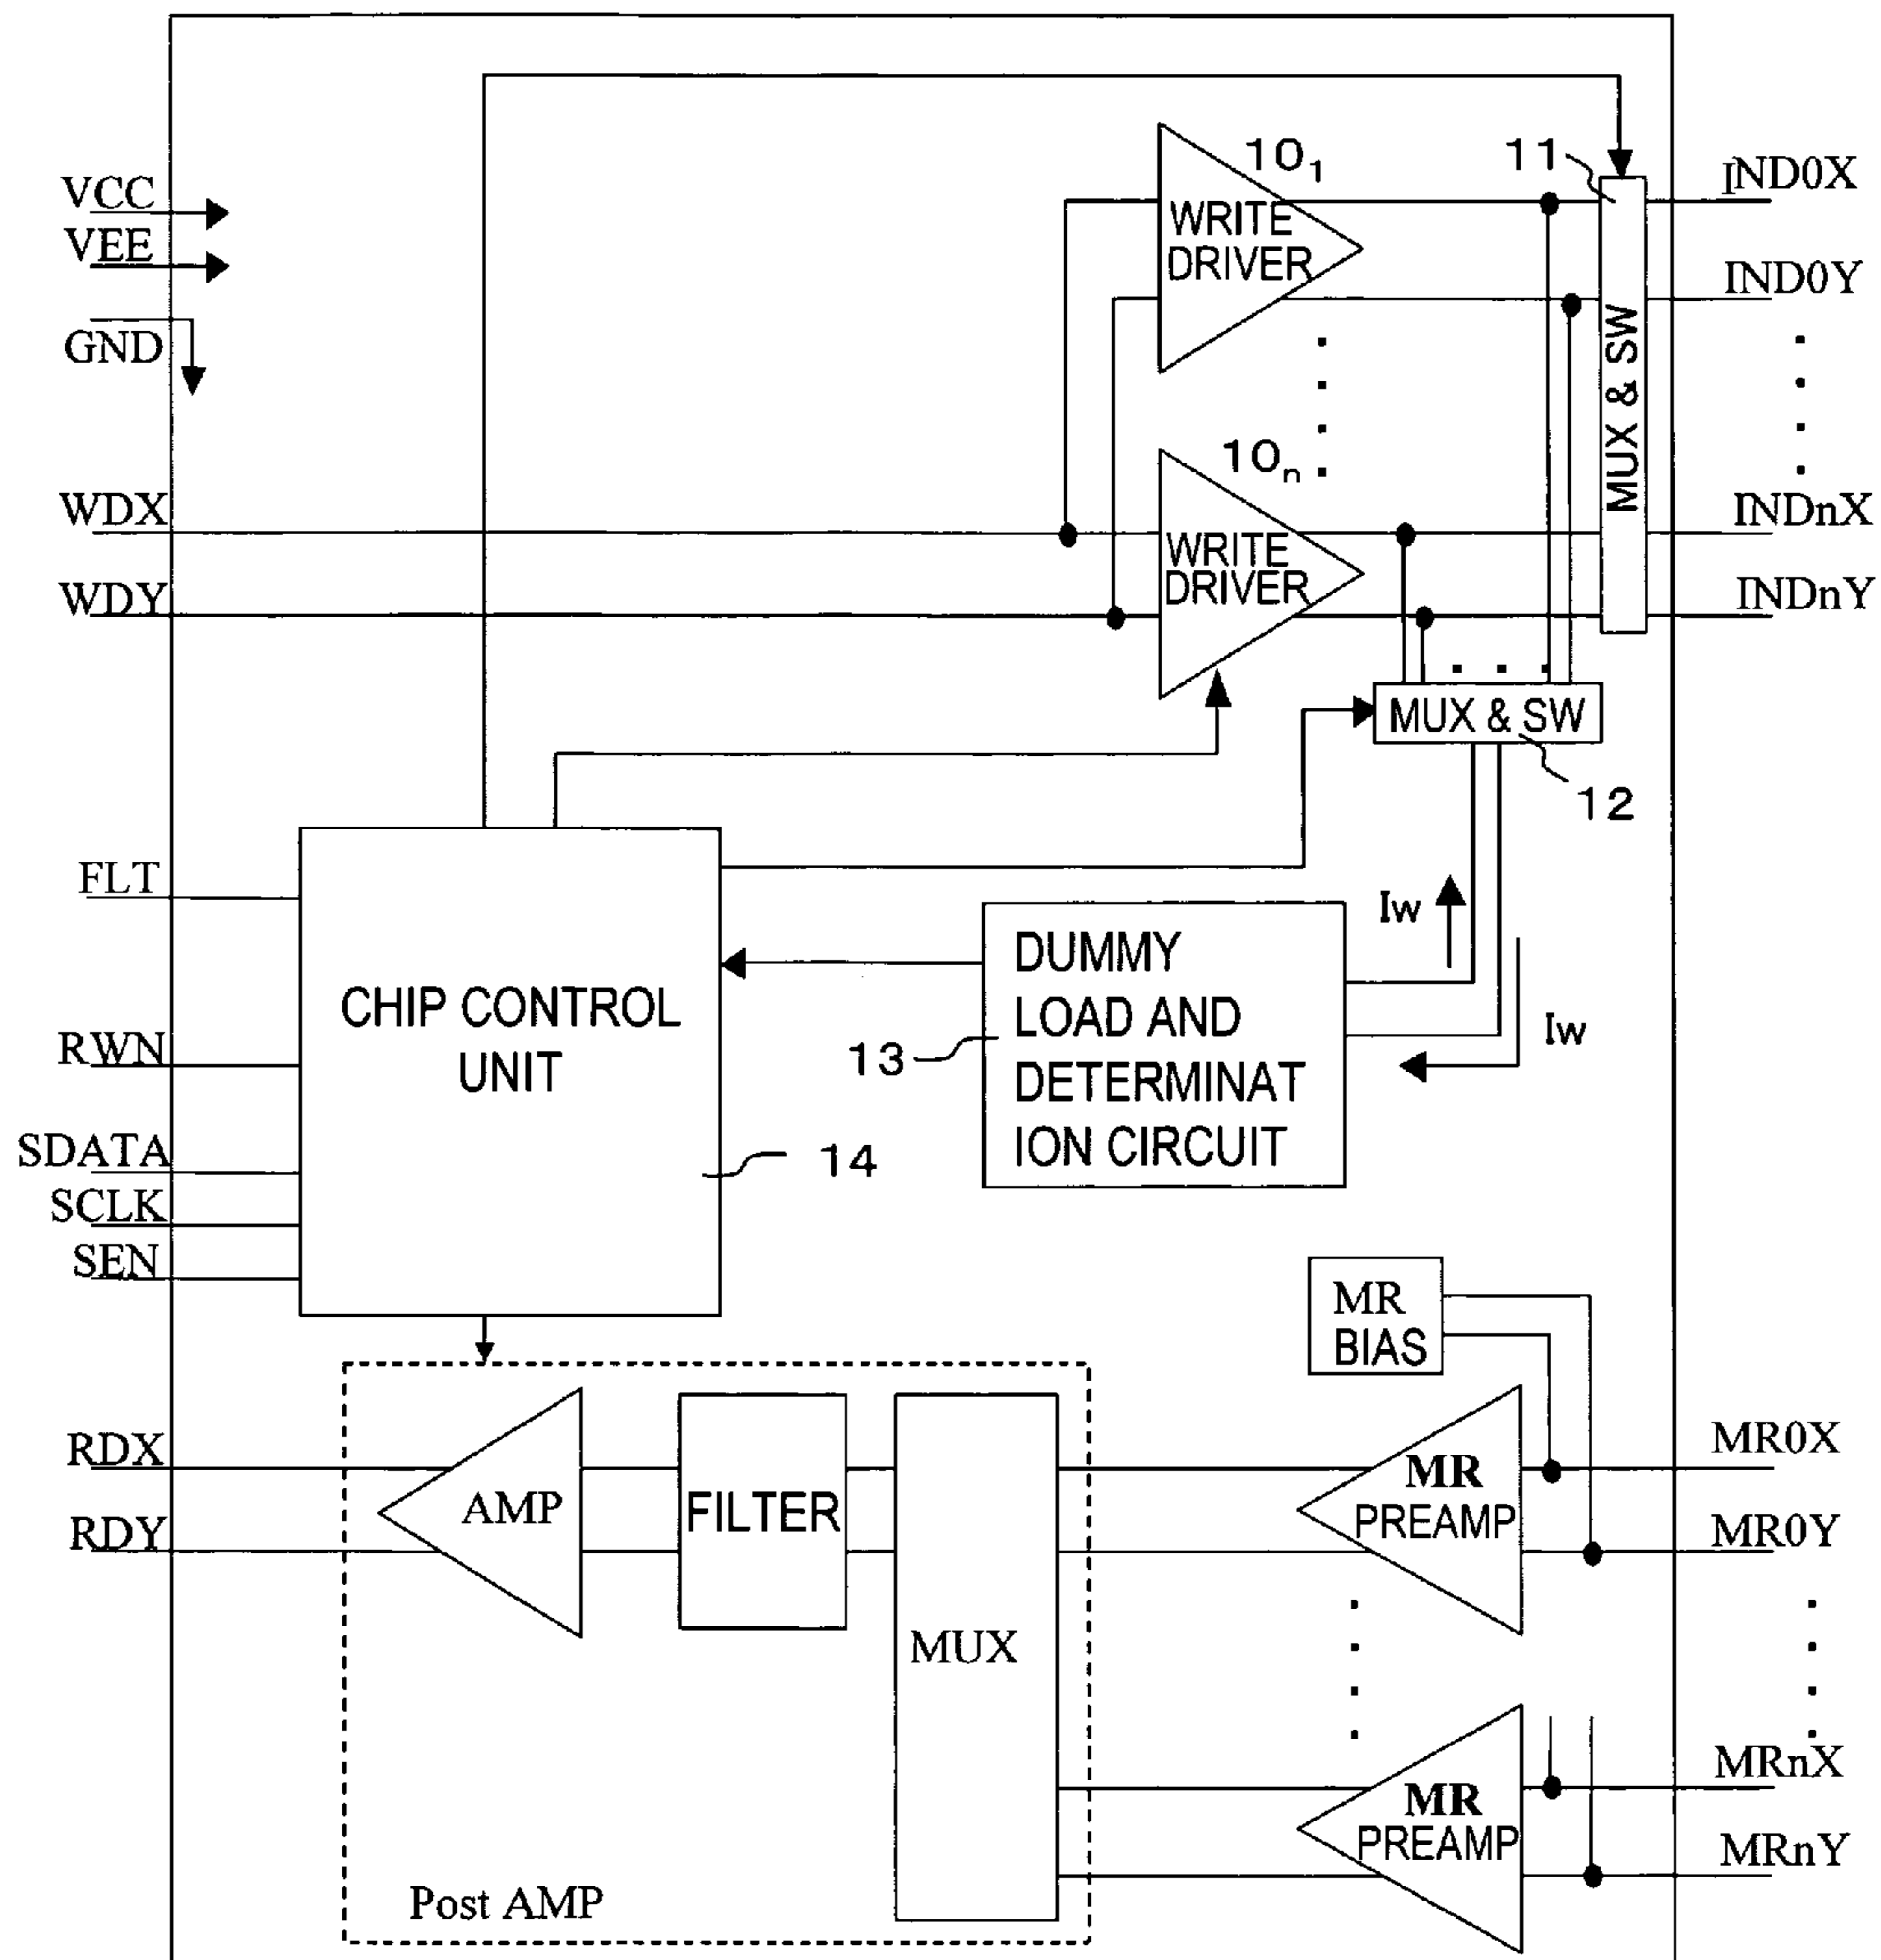 10₁
11
IND0X
VCC
WRITE
DRIVER
VEE
IND0Y
GND
MUX & SW
10ₙ
WDX
INDnX
WRITE
DRIVER
WDY
INDnY
MUX & SW
12
FLT
Iw
DUMMY
LOAD AND
DETERMINAT
ION CIRCUIT
CHIP CONTROL
UNIT
Iw
RWN
13
SDATA
14
SCLK
SEN
MR
BIAS
RDX
MR0X
MR
PREAMP
AMP
FILTER
RDY
MR0Y
MUX
MRnX
MR
PREAMP
MRnY
Post AMP